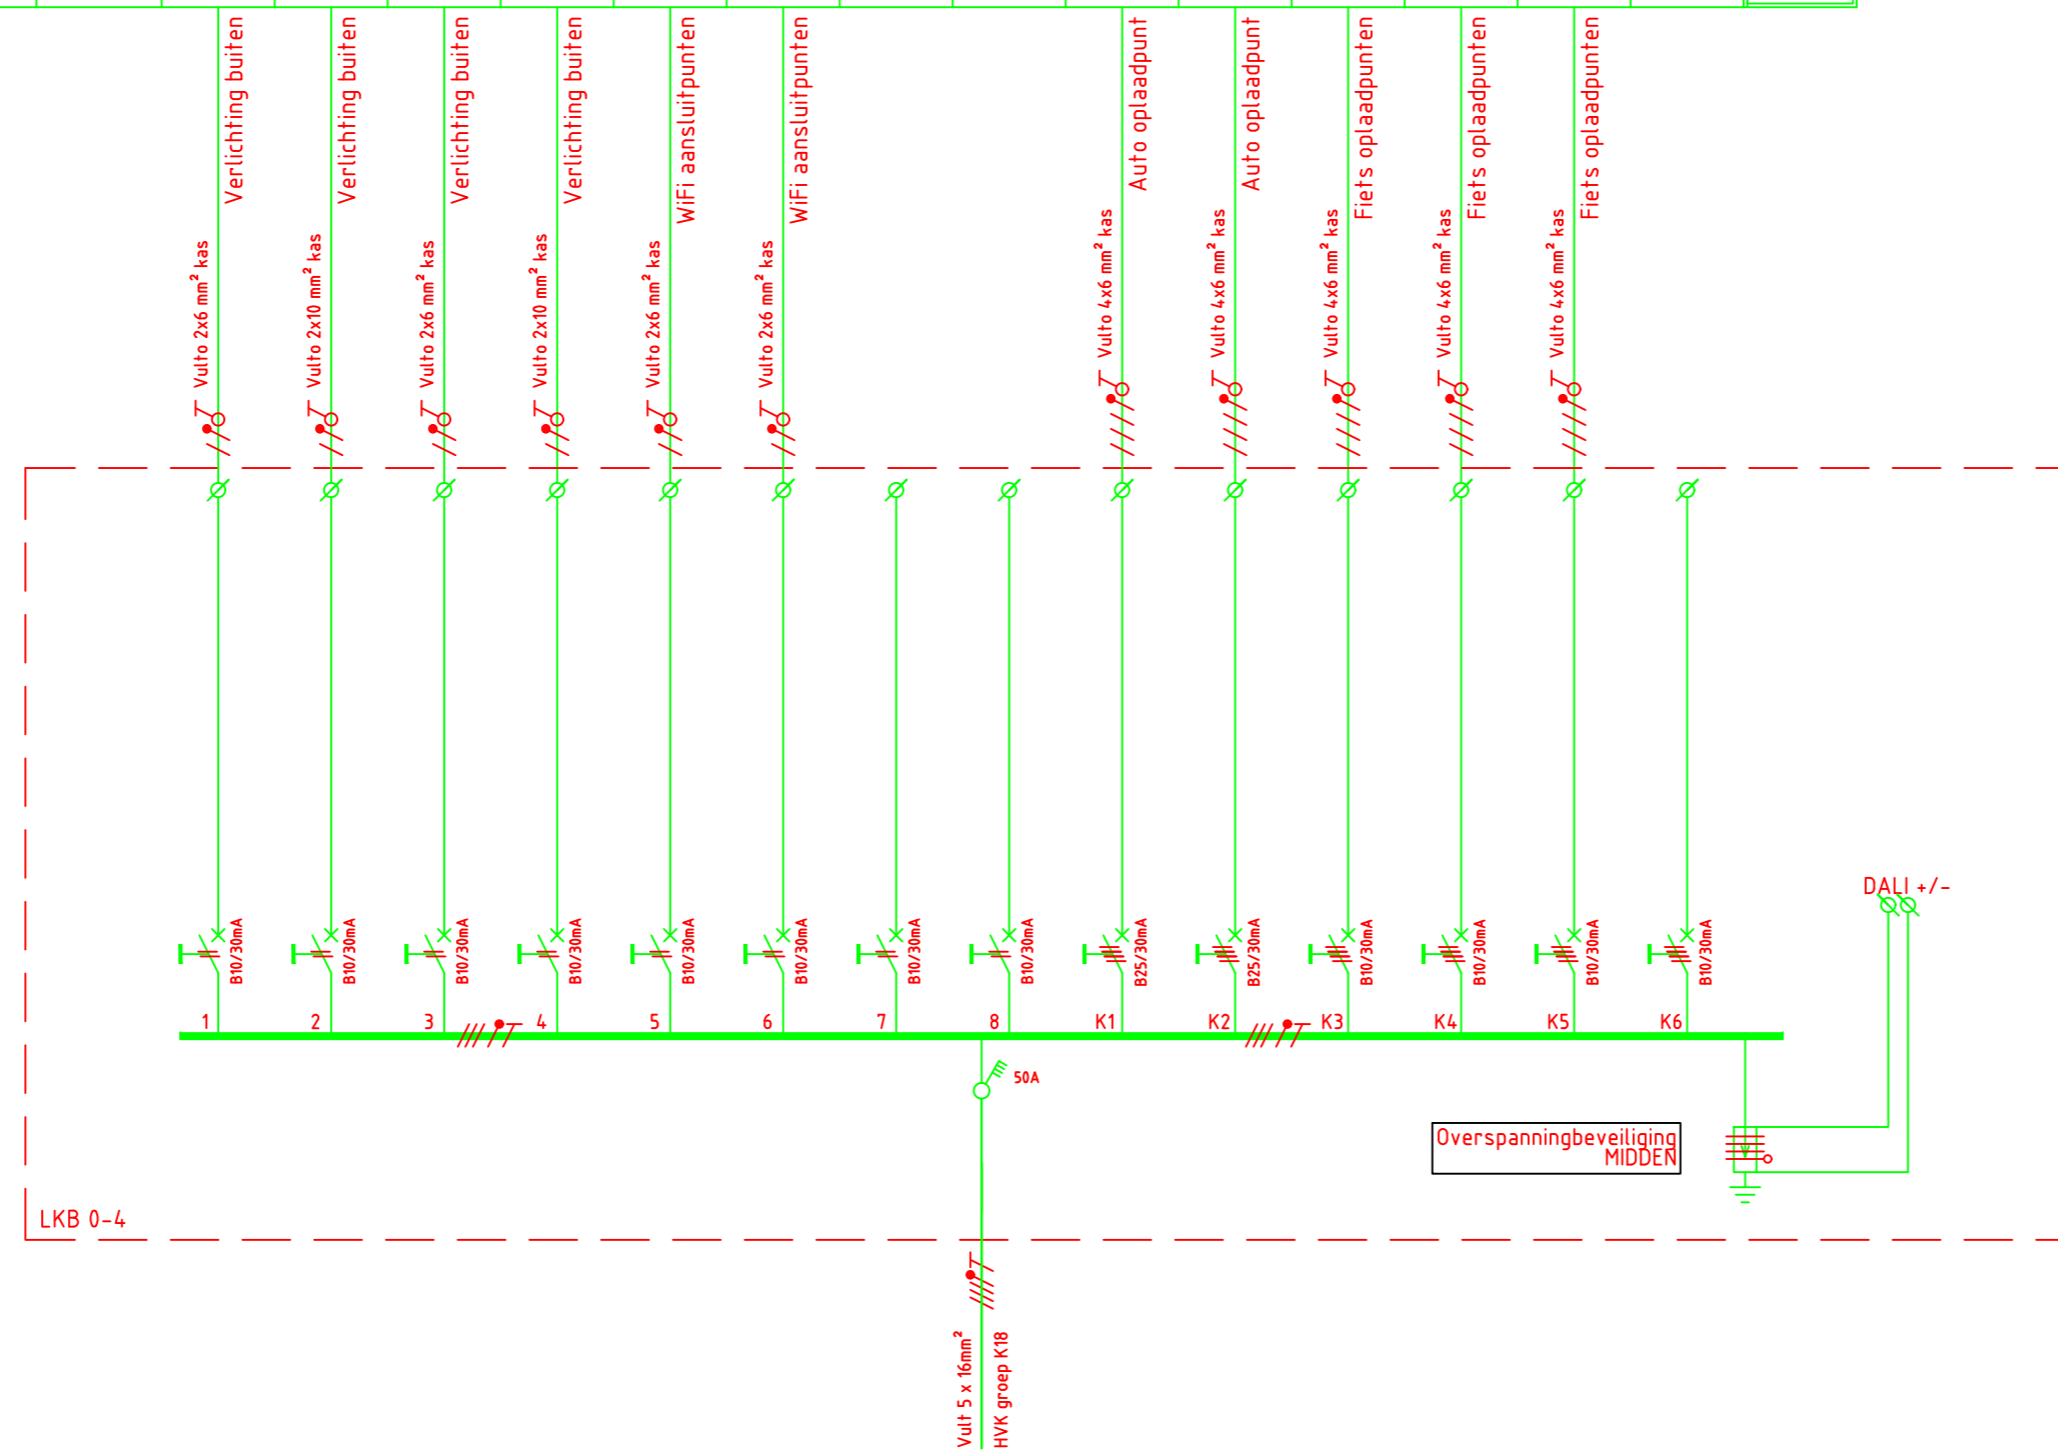 Verlichting buiten
Verlichting buiten
Verlichting buiten
Verlichting buiten
WiFi aansluitpunten
WiFi aansluitpunten
Auto oplaadpunt
Auto oplaadpunt
Fiets oplaadpunten
Fiets oplaadpunten
Fiets oplaadpunten
Vulto 2x6 mm² kas
Vulto 2x10 mm² kas
Vulto 2x6 mm² kas
Vulto 2x10 mm² kas
Vulto 2x6 mm² kas
Vulto 2x6 mm² kas
Vulto 4x6 mm² kas
Vulto 4x6 mm² kas
Vulto 4x6 mm² kas
Vulto 4x6 mm² kas
Vulto 4x6 mm² kas
DALI +/-
B10/30mA
B10/30mA
B10/30mA
B10/30mA
B10/30mA
B10/30mA
B10/30mA
B10/30mA
B25/30mA
B25/30mA
B10/30mA
B10/30mA
B10/30mA
B10/30mA
1
2
3
4
5
6
7
8
K1
K2
K3
K4
K5
K6
50A
Overspanningbeveiliging
MIDDEN
LKB 0-4
Vult 5 x 16mm²
HVK groep K18